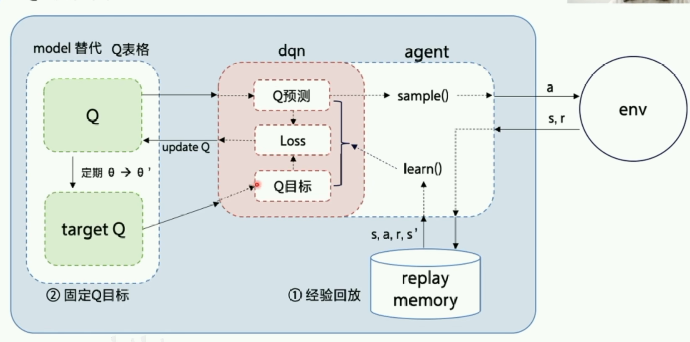 model 替代 Q表格
dqn
agent
Q
Q预测
sample()
a
env
s, r
update Q
Loss
定期 θ → θ '
learn()
Q目标
target Q
s, a, r, s '
② 固定Q目标
① 经验回放
replay
memory